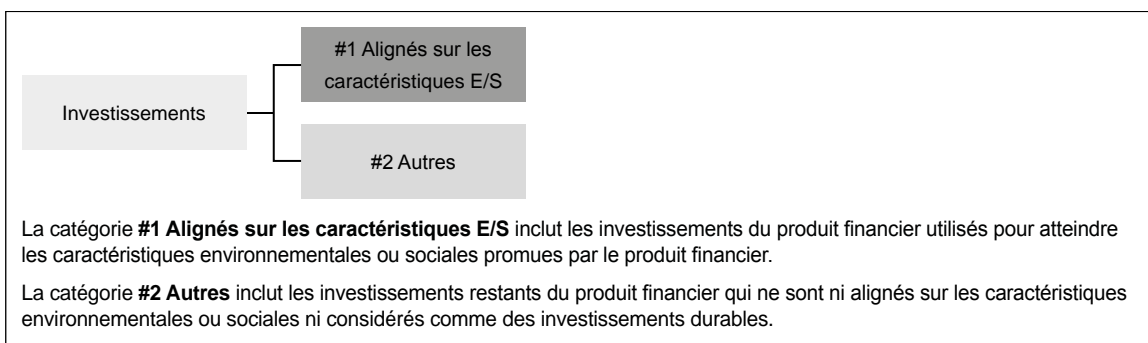 #1 Alignés sur les
caractéristiques E/S
Investissements
#2 Autres
La catégorie #1 Alignés sur les caractéristiques E/S inclut les investissements du produit financier utilisés pour atteindre
les caractéristiques environnementales ou sociales promues par le produit financier.
La catégorie #2 Autres inclut les investissements restants du produit financier qui ne sont ni alignés sur les caractéristiques
environnementales ou sociales ni considérés comme des investissements durables.